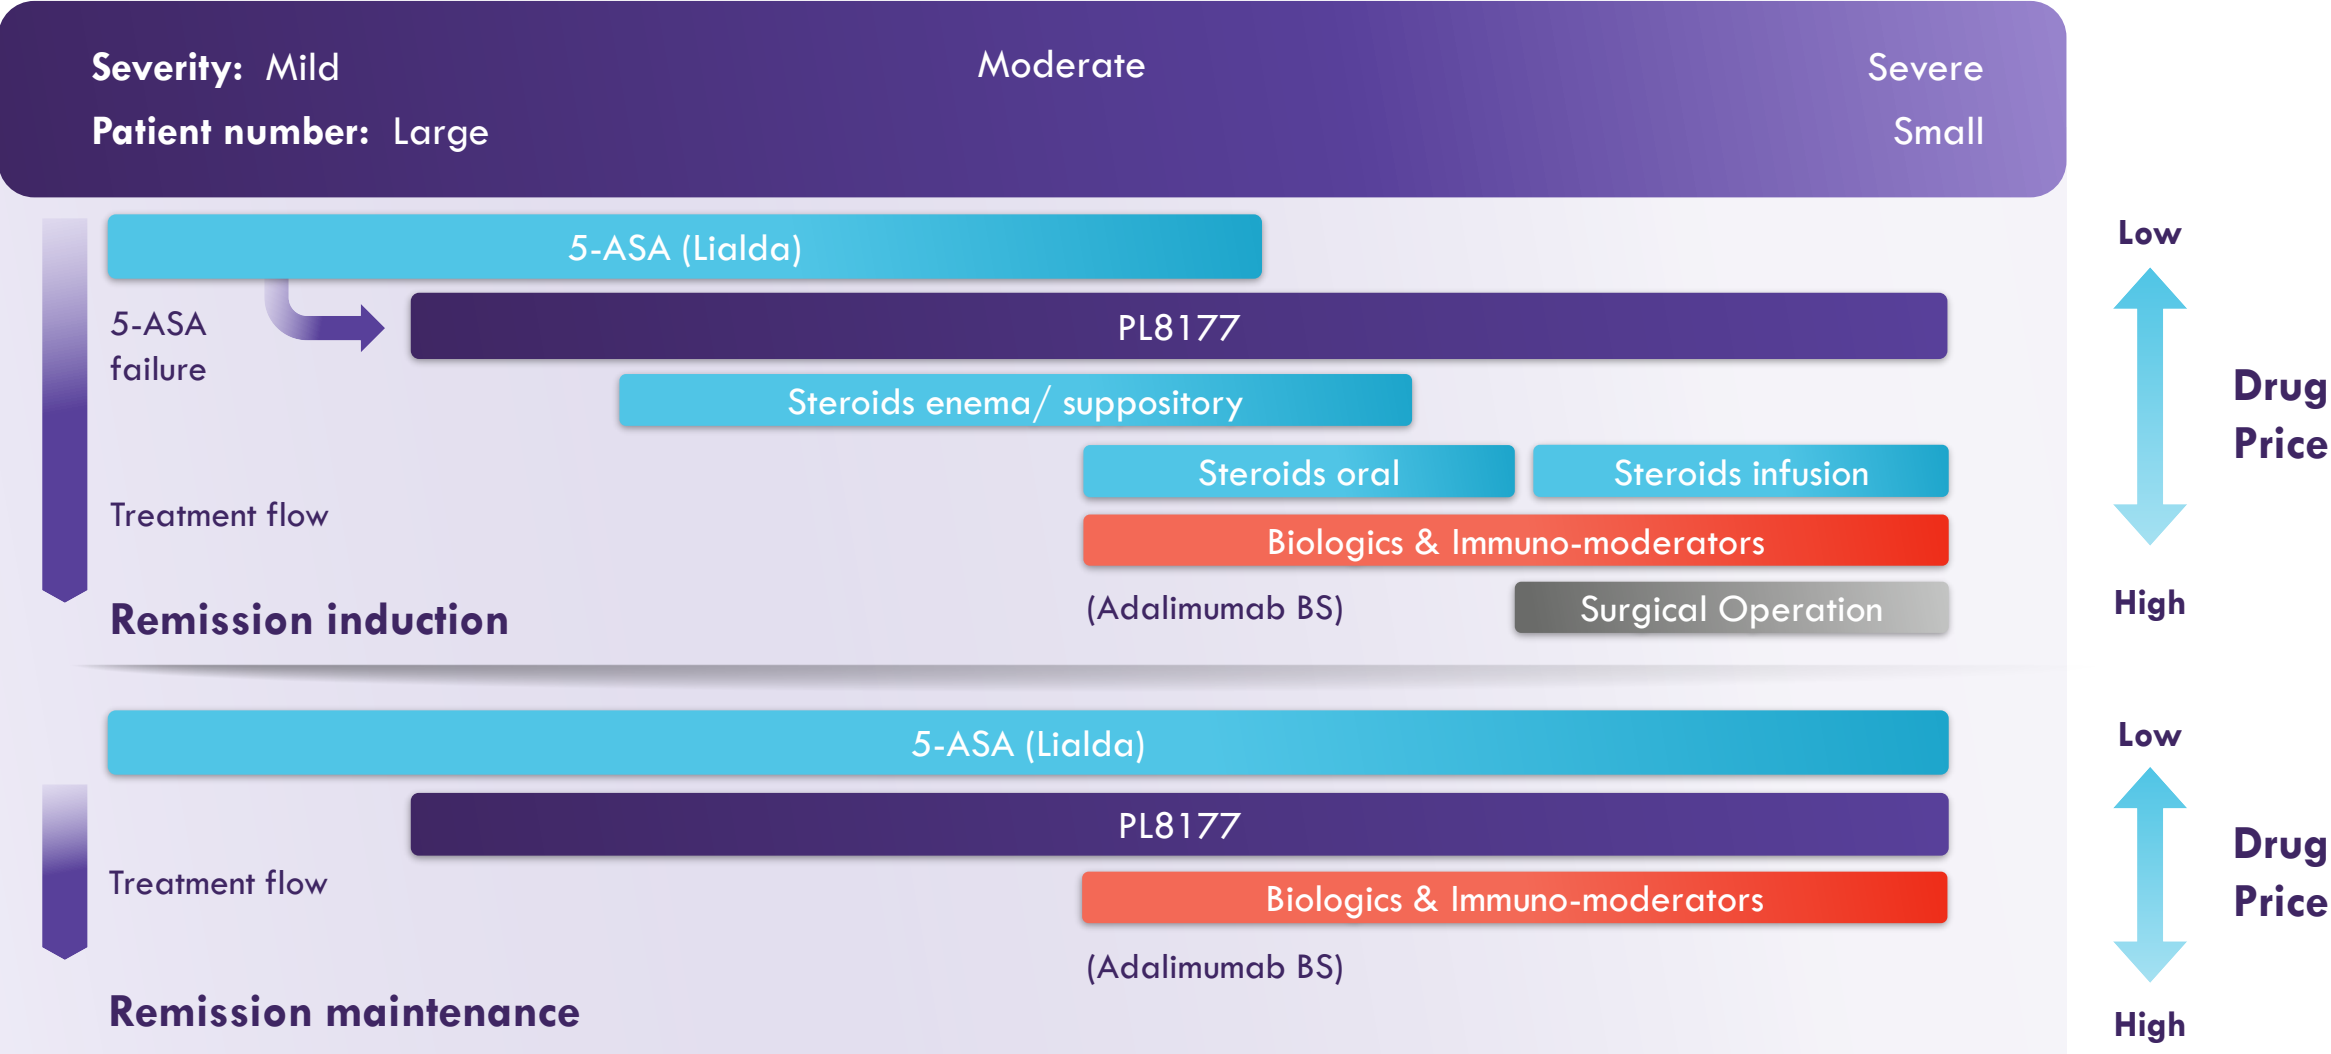 Severity: Mild
Moderate
Severe
Patient number: Large
Small
5-ASA (Lialda)
5-ASA
failure
PL8177
Steroids enema/ suppository
Steroids oral
Steroids infusion
Treatment flow
Biologics & Immuno-moderators
(Adalimumab BS)
Surgical Operation
Remission induction
Low
Drug
Price
High
5-ASA (Lialda)
PL8177
Treatment flow
Biologics & Immuno-moderators
(Adalimumab BS)
Remission maintenance
Low
Drug
Price
High